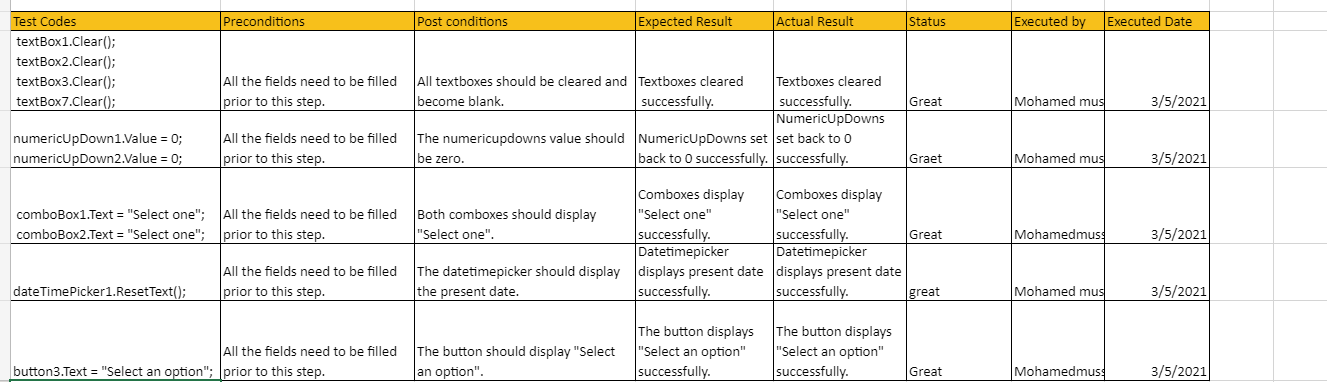 Test Codes Preconditions Post conditions Expected Result Actual Result Status Executed by Executed Date
textBox1.Clear();
textBox2.Clear();
textBox3.Clear();
textBox7.Clear();
All the fields need to be filled
prior to this step.
All textboxes should be cleared and
become blank.
Textboxes cleared
successfully.
Textboxes cleared
successfully.
Great
Mohamed mus
3/5/2021
numericUpDown1.Value = 0;
numericUpDown2.Value = 0;
All the fields need to be filled
prior to this step.
The numericupdowns value should
be zero.
NumericUpDowns set
back to 0 successfully.
NumericUpDowns
set back to 0
successfully.
Graet
Mohamed mus
3/5/2021
comboBox1.Text = "Select one";
comboBox2.Text = "Select one";
All the fields need to be filled
prior to this step.
Both comboxes should display
"Select one".
Comboxes display
"Select one"
successfully.
Comboxes display
"Select one"
successfully.
Great
Mohamedmuss
3/5/2021
dateTimePicker1.ResetText();
All the fields need to be filled
prior to this step.
The datetimepicker should display
the present date.
Datetimepicker
displays present date
successfully.
Datetimepicker
displays present date
successfully.
great
Mohamed mus
3/5/2021
button3.Text = "Select an option";
All the fields need to be filled
prior to this step.
The button should display "Select
an option".
The button displays
"Select an option"
successfully.
The button displays
"Select an option"
successfully.
Great
Mohamedmuss
3/5/2021